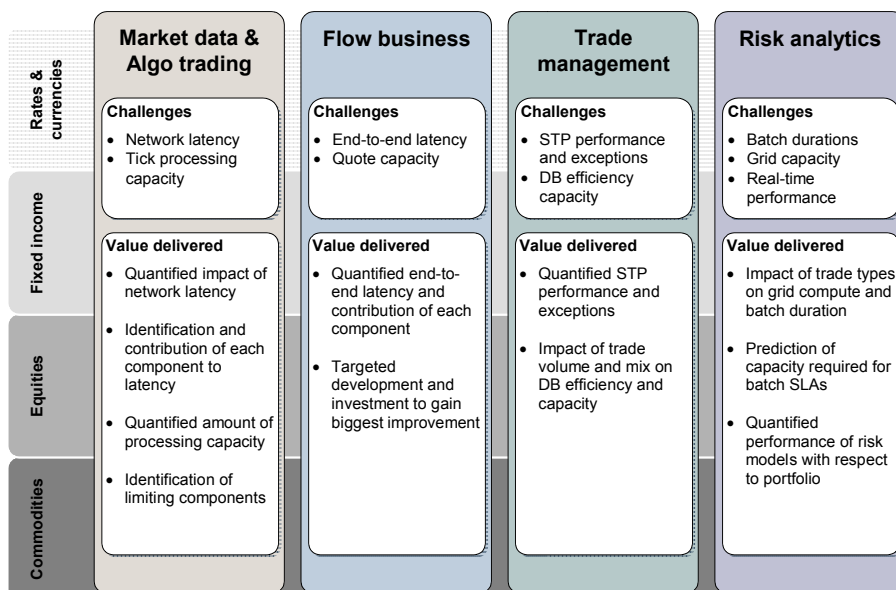 Market data &
Algo trading
Challenges
• Network latency
• Tick processing
capacity
Value delivered
• Quantified impact of
network latency
• Identification and
contribution of each
component to
latency
• Quantified amount of
processing capacity
• Identification of
limiting components
Flow business
Challenges
• End-to-end latency
• Quote capacity
Value delivered
• Quantified end-to-
end latency and
contribution of each
component
• Targeted
development and
investment to gain
biggest improvement
Trade
management
Challenges
• STP performance
and exceptions
• DB efficiency
capacity
Value delivered
• Quantified STP
performance and
exceptions
• Impact of trade
volume and mix on
DB efficiency and
capacity
Risk analytics
Challenges
• Batch durations
• Grid capacity
• Real-time
performance
Value delivered
• Impact of trade types
on grid compute and
batch duration
• Prediction of
capacity required for
batch SLAs
• Quantified
performance of risk
models with respect
to portfolio
Rates &
currencies
Fixed income
Equities
Commodities